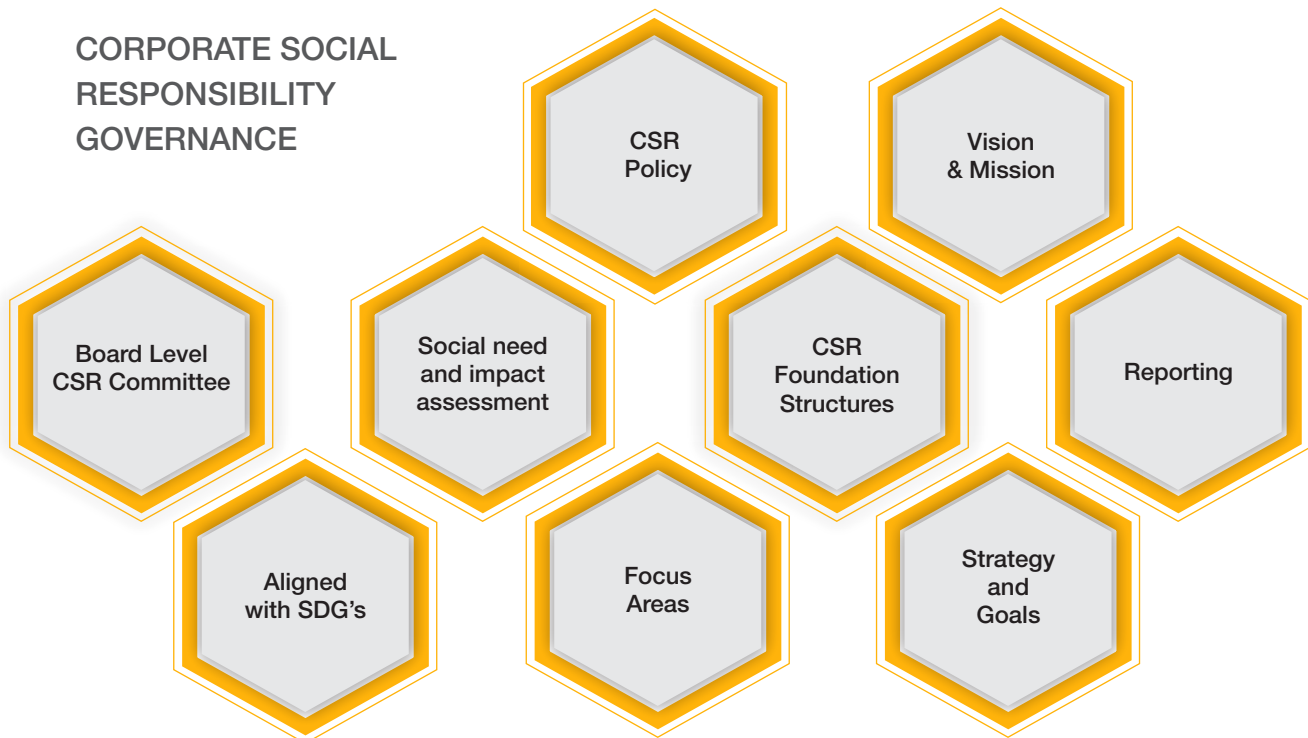 CORPORATE SOCIAL
RESPONSIBILITY
GOVERNANCE
CSR
Policy
Vision
& Mission
Board Level
CSR Committee
Social need
and impact
assessment
CSR
Foundation
Structures
Reporting
Aligned
with SDG’s
Focus
Areas
Strategy
and
Goals